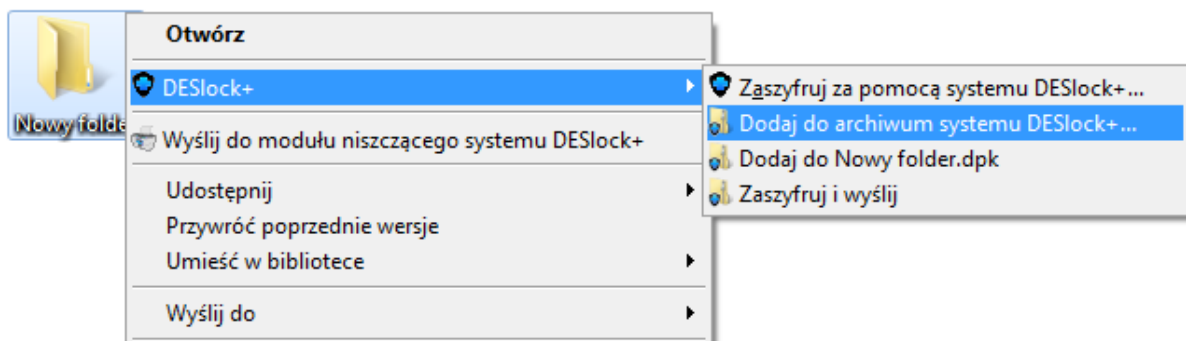 Nowy folde
Otwórz
DESlock+
Wyślij do modułu niszczącego systemu DESlock+
Udostępnij
Przywróć poprzednie wersje
Umieść w bibliotece
Wyślij do
Zaszyfruj za pomocą systemu DESlock+...
Dodaj do archiwum systemu DESlock+...
Dodaj do Nowy folder.dpk
Zaszyfruj i wyślij